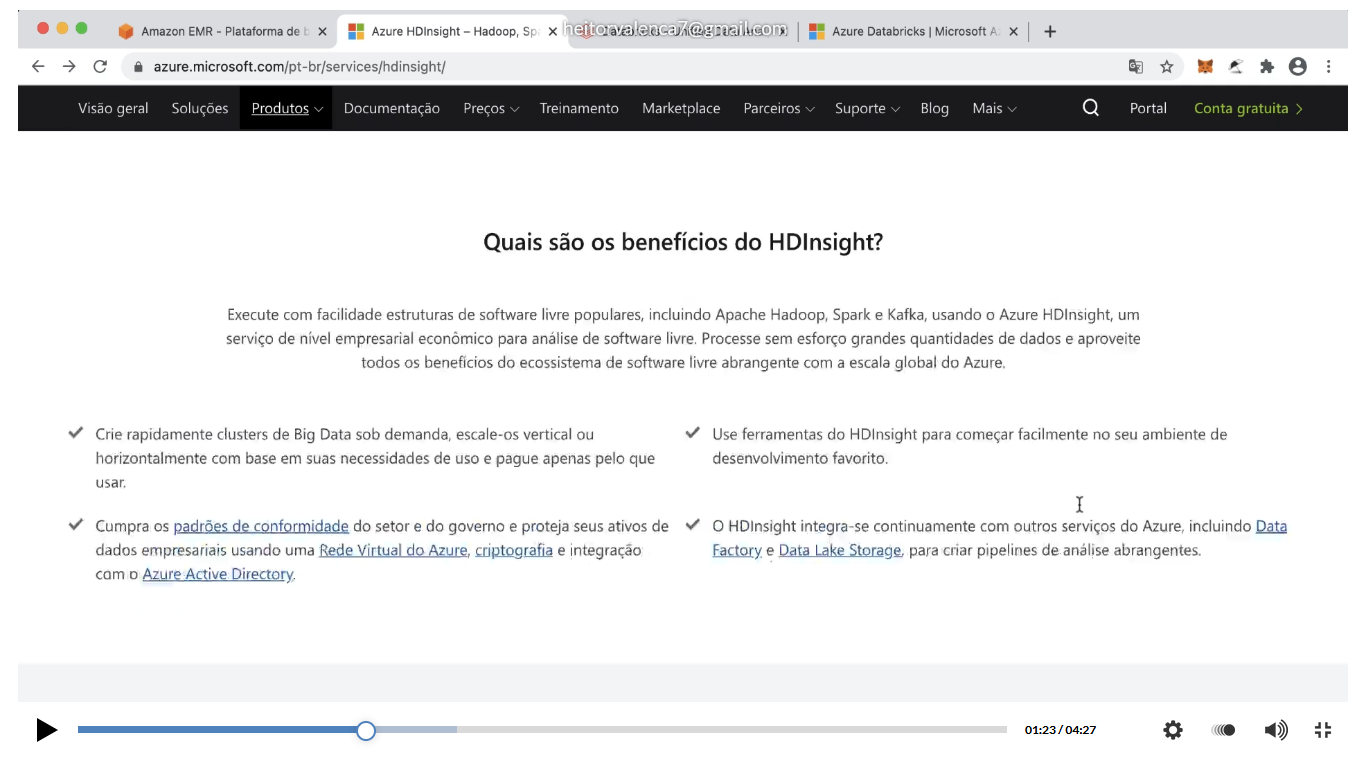 Amazon EMR - Plataforma de b
Azure HDInsight – Hadoop, Sp
heitorvalenca7@gmail.com
Azure Databricks | Microsoft A
azure.microsoft.com/pt-br/services/hdinsight/
Visão geral Soluções Produtos Documentação Preços Treinamento Marketplace Parceiros Suporte Blog Mais Portal Conta gratuita
Quais são os benefícios do HDInsight?
Execute com facilidade estruturas de software livre populares, incluindo Apache Hadoop, Spark e Kafka, usando o Azure HDInsight, um
serviço de nível empresarial econômico para análise de software livre. Processe sem esforço grandes quantidades de dados e aproveite
todos os benefícios do ecossistema de software livre abrangente com a escala global do Azure.
Crie rapidamente clusters de Big Data sob demanda, escale-os vertical ou
horizontalmente com base em suas necessidades de uso e pague apenas pelo que
usar.
Use ferramentas do HDInsight para começar facilmente no seu ambiente de
desenvolvimento favorito.
Cumpra os padrões de conformidade do setor e do governo e proteja seus ativos de
dados empresariais usando uma Rede Virtual do Azure, criptografia e integração
com o Azure Active Directory.
O HDInsight integra-se continuamente com outros serviços do Azure, incluindo Data
Factory e Data Lake Storage, para criar pipelines de análise abrangentes.
01:23 / 04:27